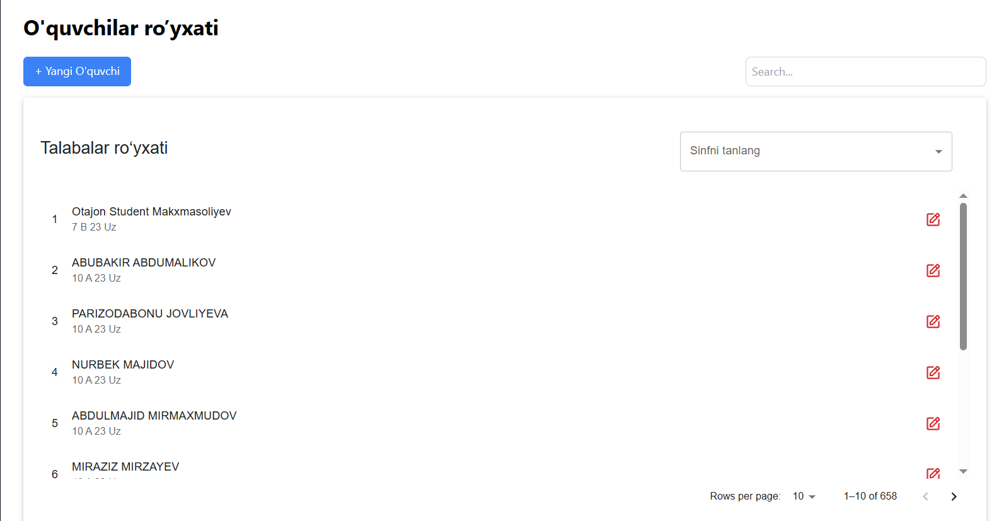 O'quvchilar ro’yxati
+ Yangi O'quvchi
Search...
Talabalar ro‘yxati
Sinfni tanlang
1
Otajon Student Makxmasoliyev
7 B 23 Uz
2
ABUBAKIR ABDUMALIKOV
10 A 23 Uz
3
PARIZODABONU JOVLIYEVA
10 A 23 Uz
4
NURBEK MAJIDOV
10 A 23 Uz
5
ABDULMAJID MIRMAXMUDOV
10 A 23 Uz
6
MIRAZIZ MIRZAYEV
Rows per page: 10 1–10 of 658